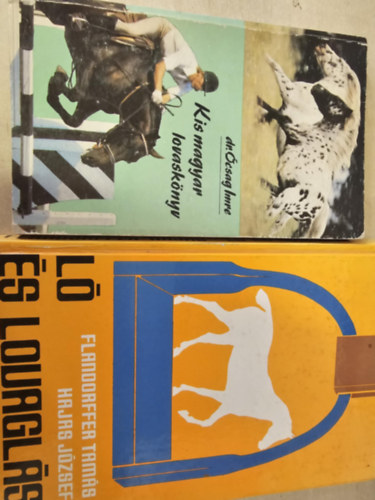 dr. Ócsag Imre
Kis magyar
lovaskönyv
LÓ
ÉS LOVAGLÁS
FLANDORFFER TAMÁS
HAJAS JÓZSEF